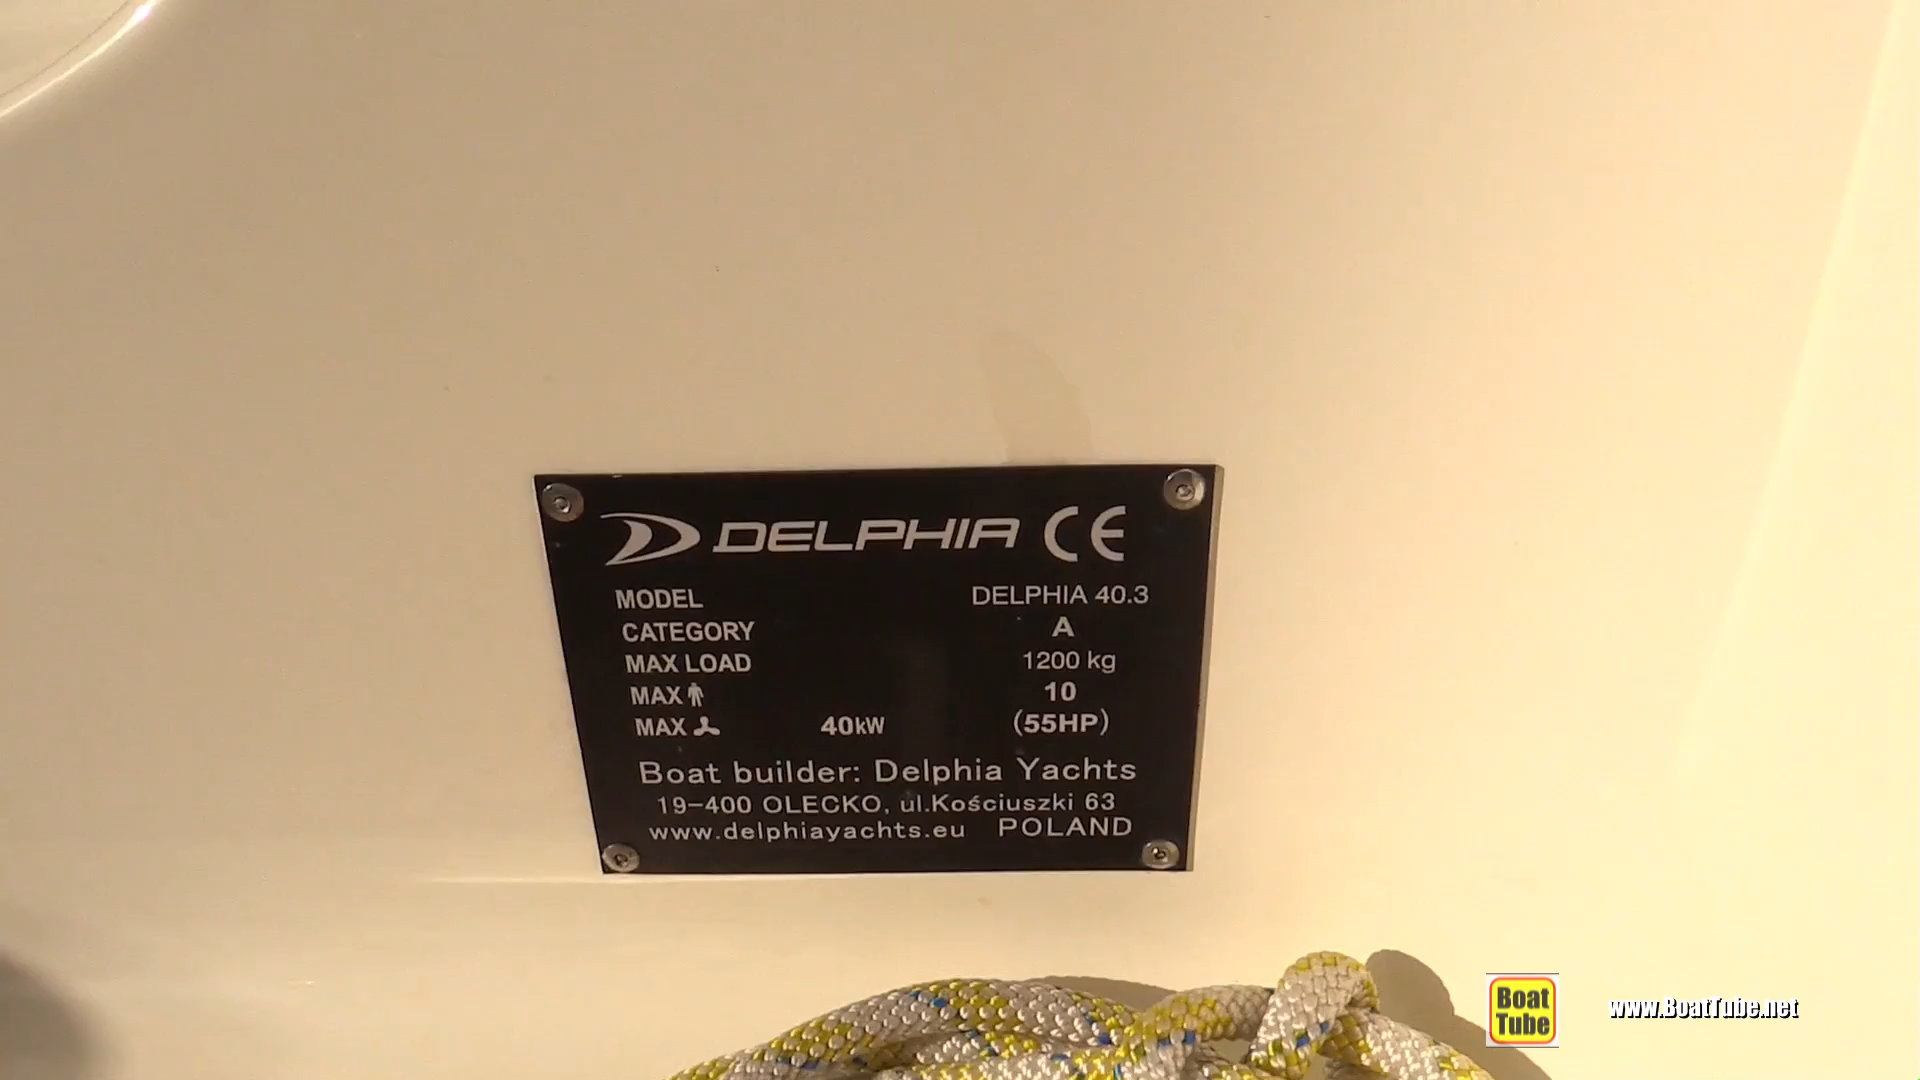 DELPHIA CE
MODEL DELPHIA 40.3
CATEGORY A
MAX LOAD 1200 kg
MAX 10
MAX 40kW (55HP)
Boat builder: Delphia Yachts
19-400 OLECKO, ul.Kościuszki 63
www.delphiayachts.eu POLAND
Boat
Tube
www.BoatTube.net